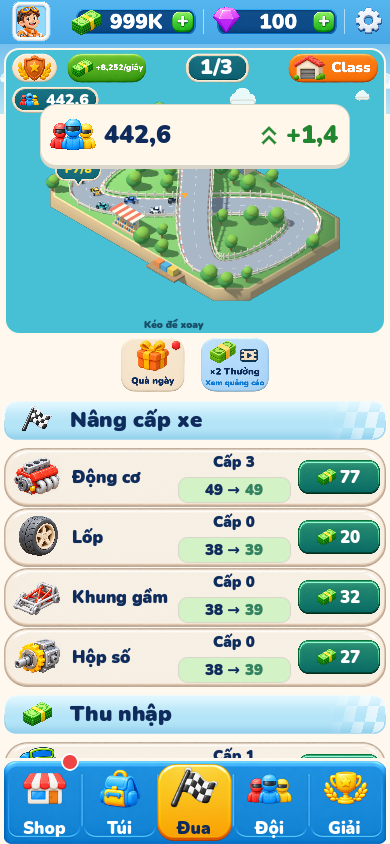 999K
100
+8,252/giây
1/3
Class
442,6
442,6
+1,4
Kéo để xoay
Quà ngày
×2 Thưởng
Xem quảng cáo
Nâng cấp xe
Động cơ
Cấp 3
49 → 49
77
Lốp
Cấp 0
38 → 39
20
Khung gầm
Cấp 0
38 → 39
32
Hộp số
Cấp 0
38 → 39
27
Thu nhập
Cấp 1
Shop
Túi
Đua
Đội
Giải